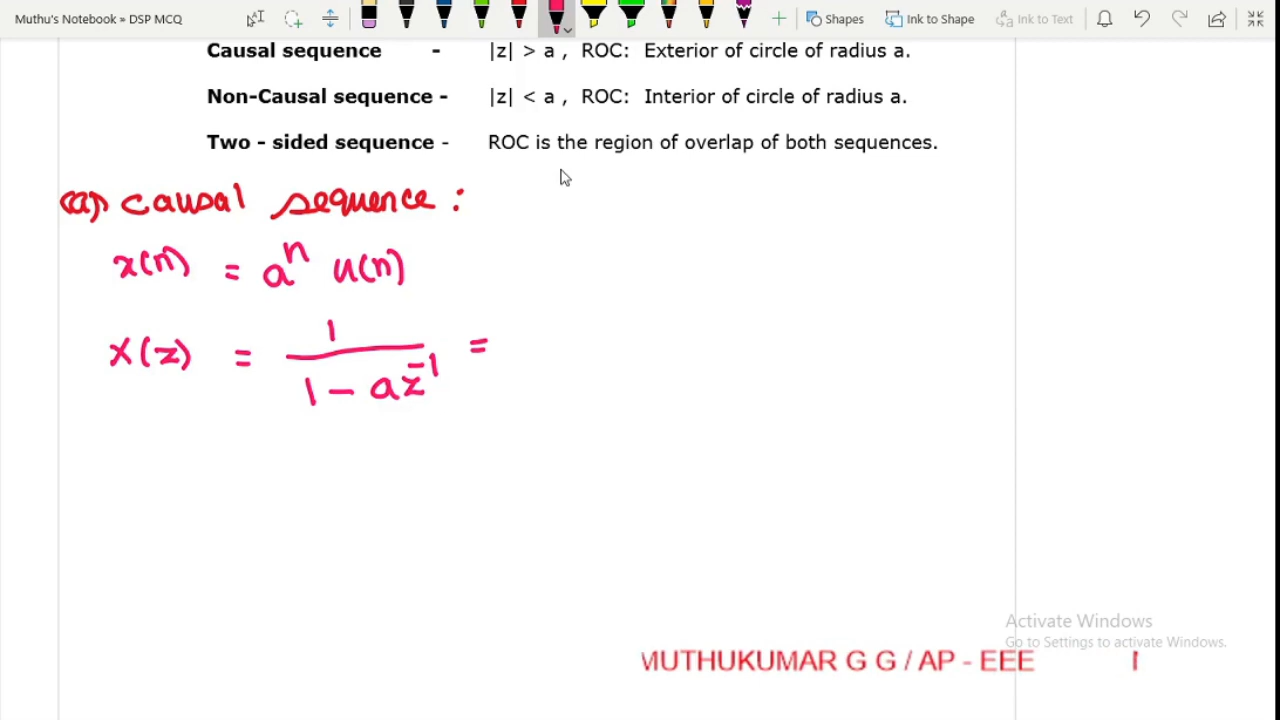 Muthu's Notebook » DSP MCQ
Shapes
Ink to Shape
Ink to Text
Causal sequence - |z| > a , ROC: Exterior of circle of radius a.
Non-Causal sequence - |z| < a , ROC: Interior of circle of radius a.
Two - sided sequence - ROC is the region of overlap of both sequences.
(a) causal sequence :
x(n) = a^n u(n)
X(z) = 1 / (1 - az^-1) =
Activate Windows
Go to Settings to activate Windows.
MUTHUKUMAR G G / AP - EEE